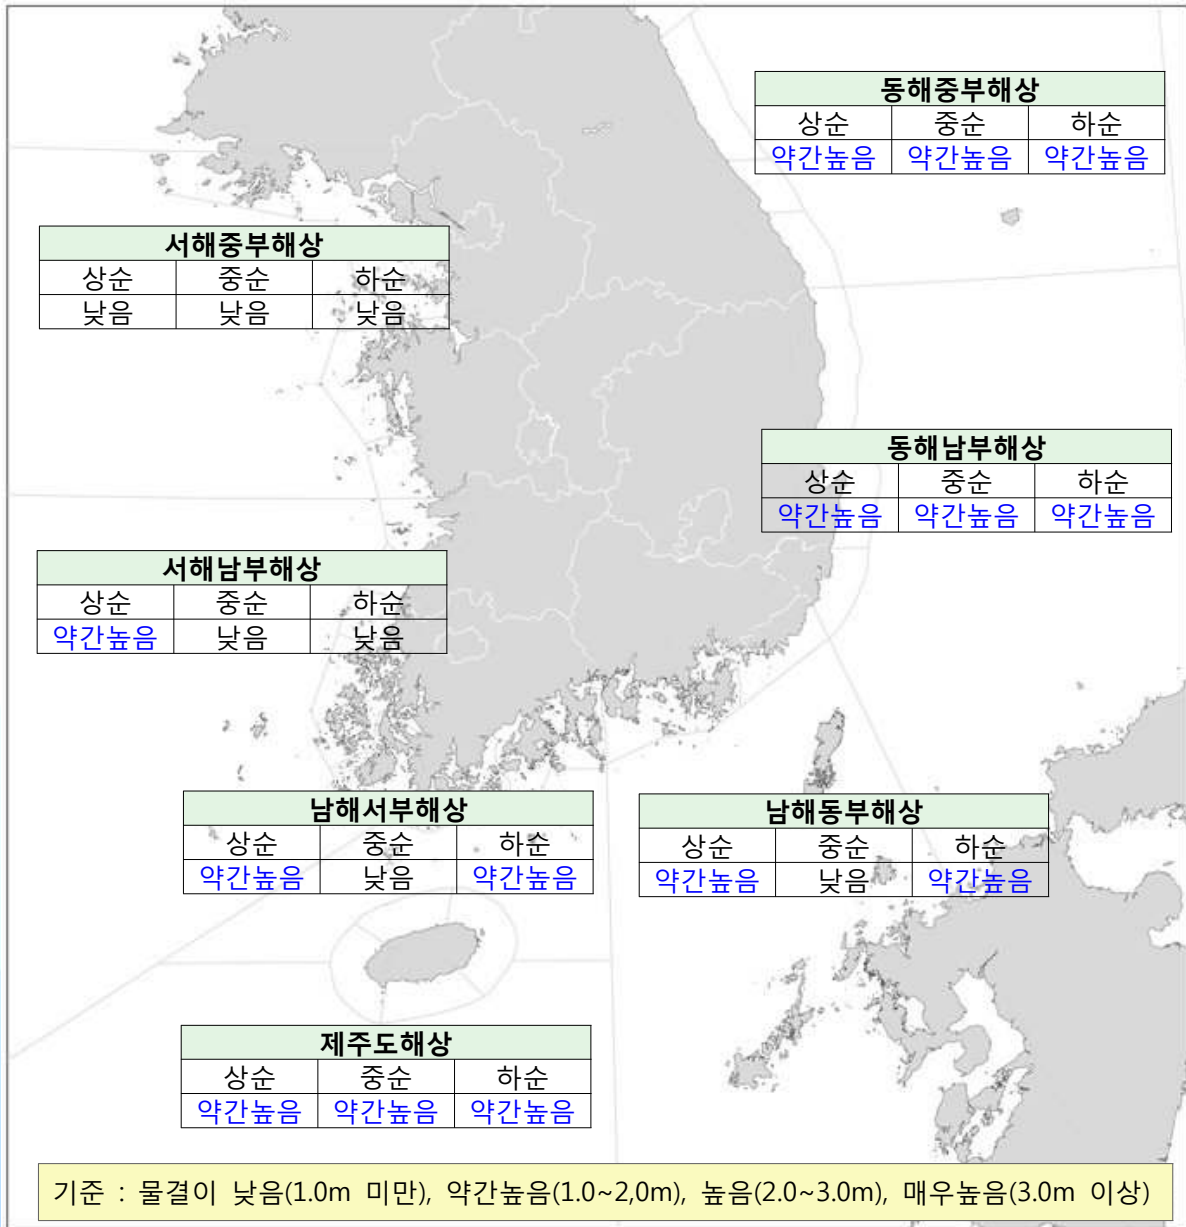 동해중부해상
상순 중순 하순
약간높음 약간높음 약간높음
서해중부해상
상순 중순 하순
낮음 낮음 낮음
동해남부해상
상순 중순 하순
약간높음 약간높음 약간높음
서해남부해상
상순 중순 하순
약간높음 낮음 낮음
남해서부해상
상순 중순 하순
약간높음 낮음 약간높음
남해동부해상
상순 중순 하순
약간높음 낮음 약간높음
제주도해상
상순 중순 하순
약간높음 약간높음 약간높음
기준 : 물결이 낮음(1.0m 미만), 약간높음(1.0~2,0m), 높음(2.0~3.0m), 매우높음(3.0m 이상)